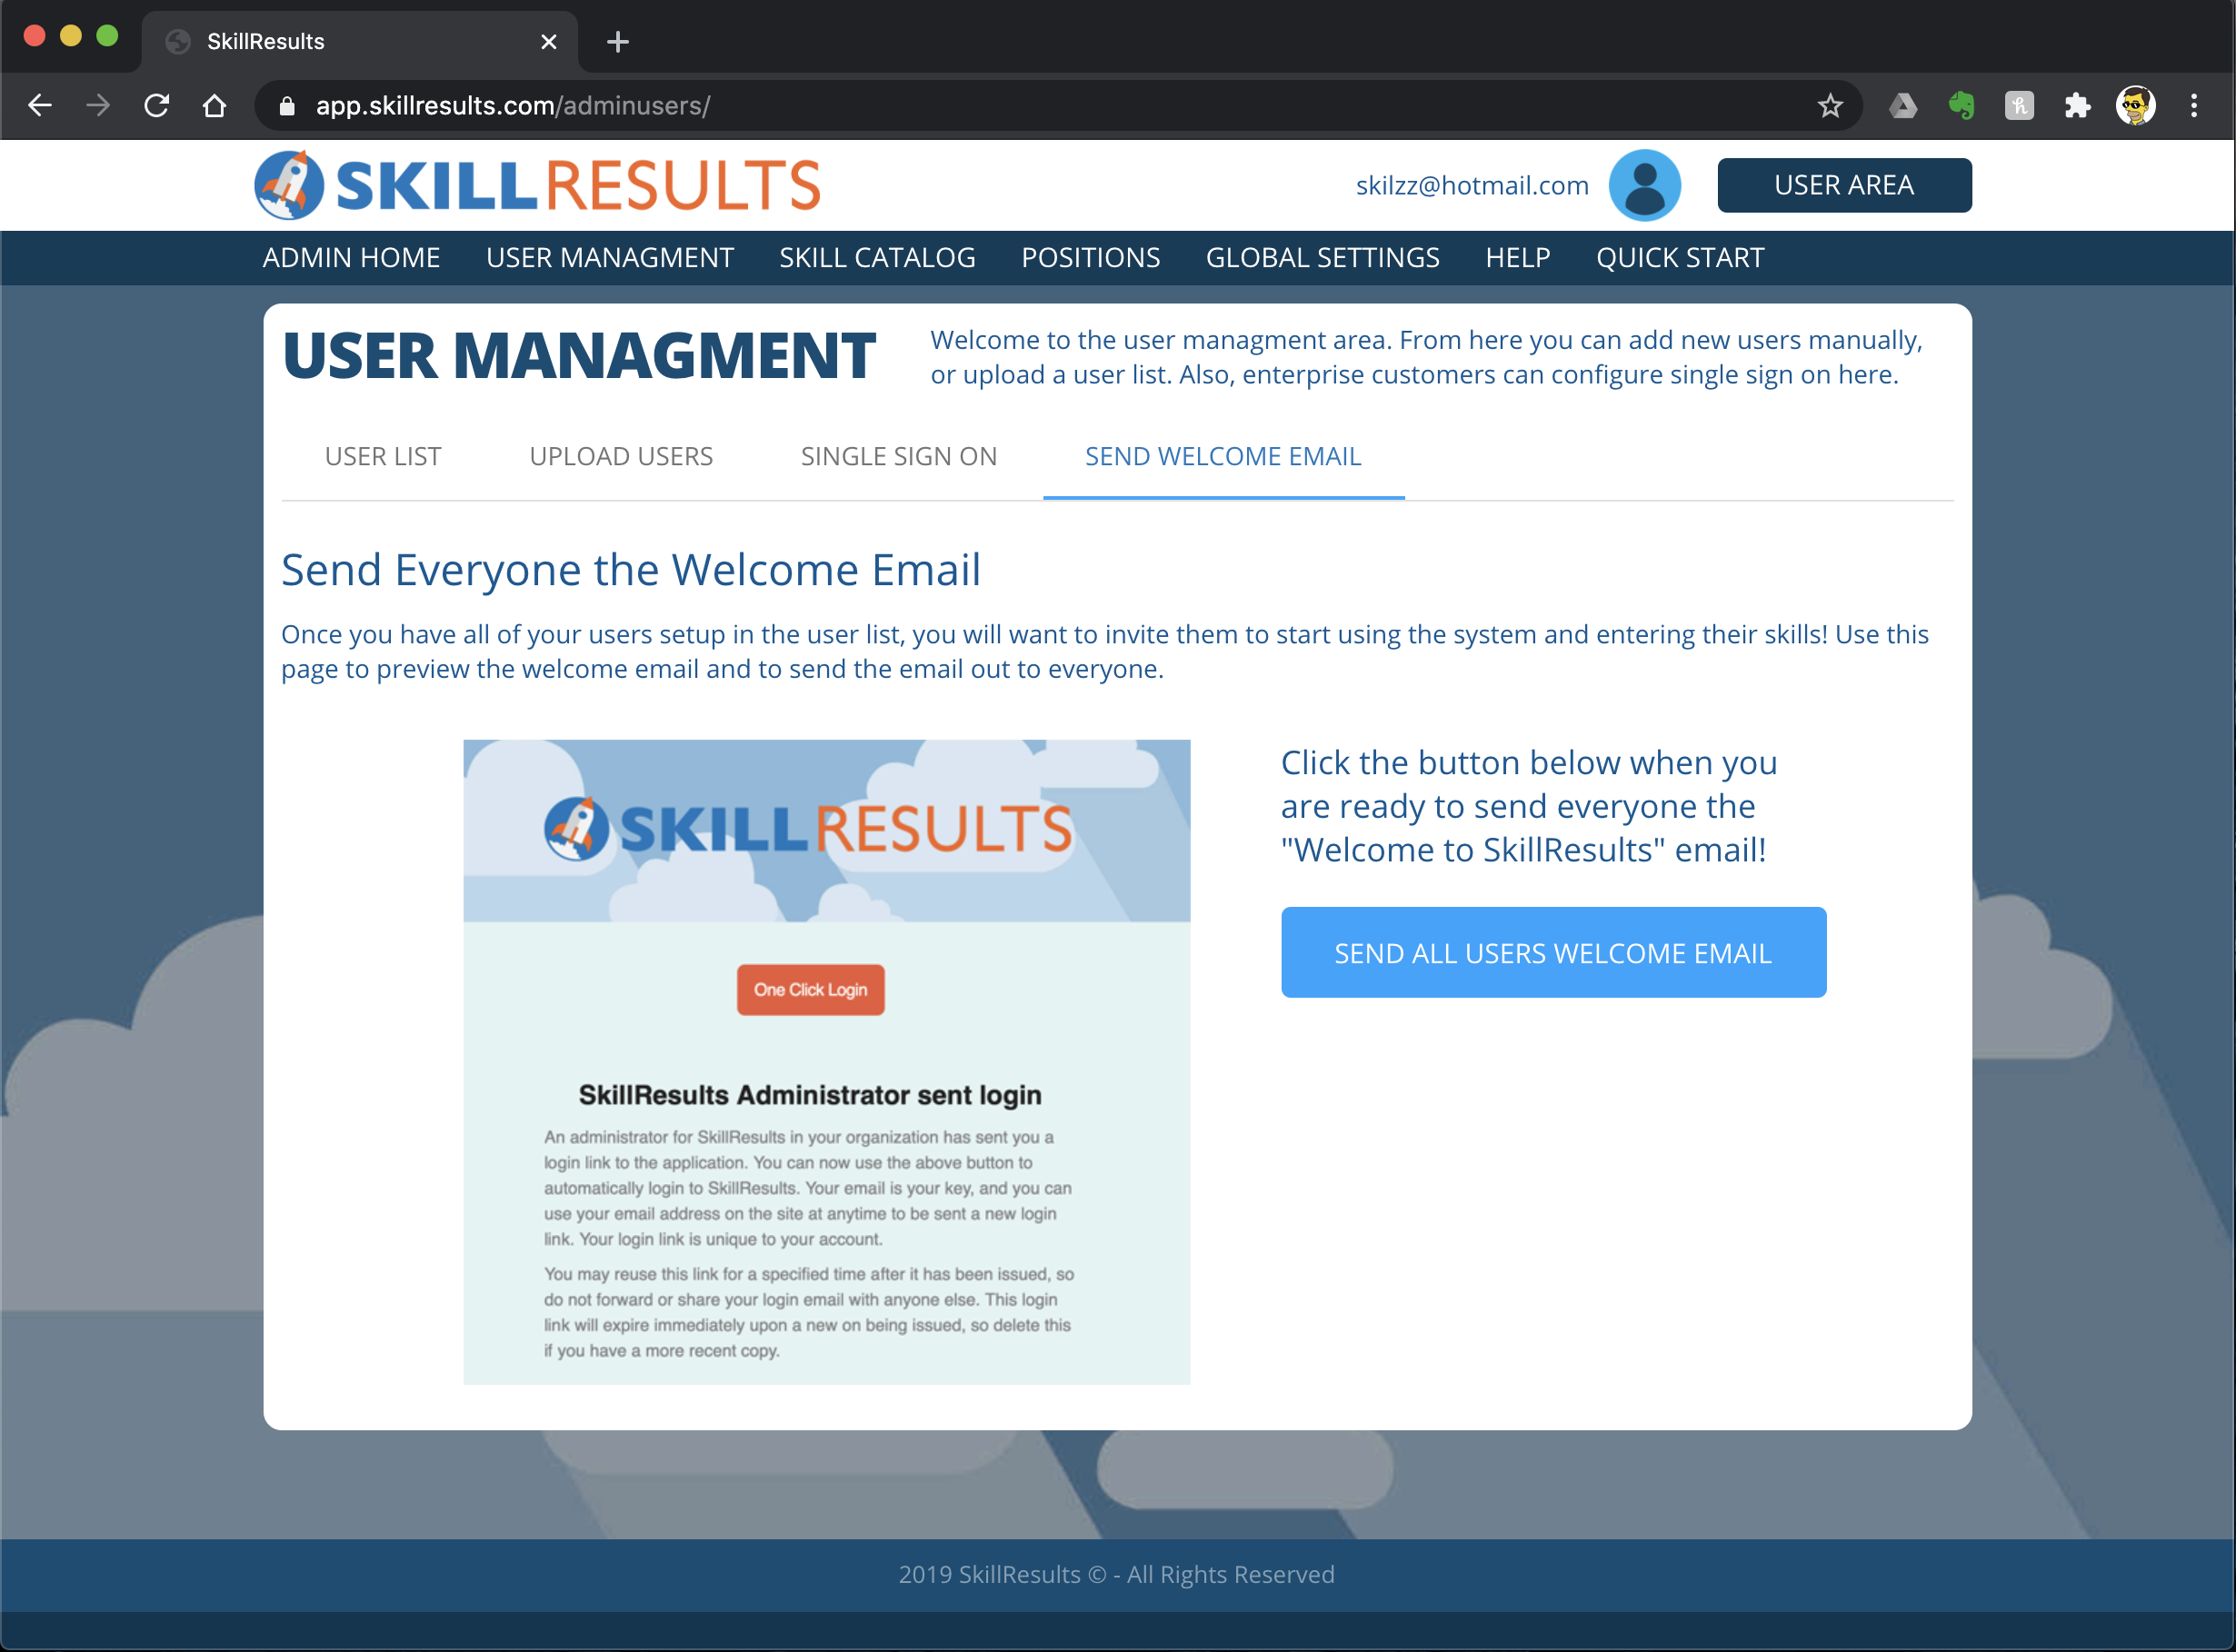 SkillResults
app.skillresults.com/adminusers/
SKILLRESULTS
skilzz@hotmail.com
USER AREA
ADMIN HOME
USER MANAGMENT
SKILL CATALOG
POSITIONS
GLOBAL SETTINGS
HELP
QUICK START
USER MANAGMENT
Welcome to the user managment area. From here you can add new users manually,
or upload a user list. Also, enterprise customers can configure single sign on here.
USER LIST
UPLOAD USERS
SINGLE SIGN ON
SEND WELCOME EMAIL
Send Everyone the Welcome Email
Once you have all of your users setup in the user list, you will want to invite them to start using the system and entering their skills! Use this
page to preview the welcome email and to send the email out to everyone.
SKILLRESULTS
One Click Login
SkillResults Administrator sent login
An administrator for SkillResults in your organization has sent you a
login link to the application. You can now use the above button to
automatically login to SkillResults. Your email is your key, and you can
use your email address on the site at anytime to be sent a new login
link. Your login link is unique to your account.
You may reuse this link for a specified time after it has been issued, so
do not forward or share your login email with anyone else. This login
link will expire immediately upon a new on being issued, so delete this
if you have a more recent copy.
Click the button below when you
are ready to send everyone the
"Welcome to SkillResults" email!
SEND ALL USERS WELCOME EMAIL
2019 SkillResults © - All Rights Reserved